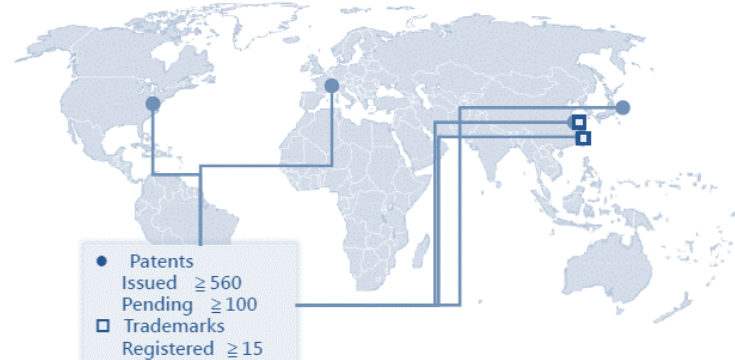 Patents
Issued ≧560
Pending ≧100
Trademarks
Registered ≧15